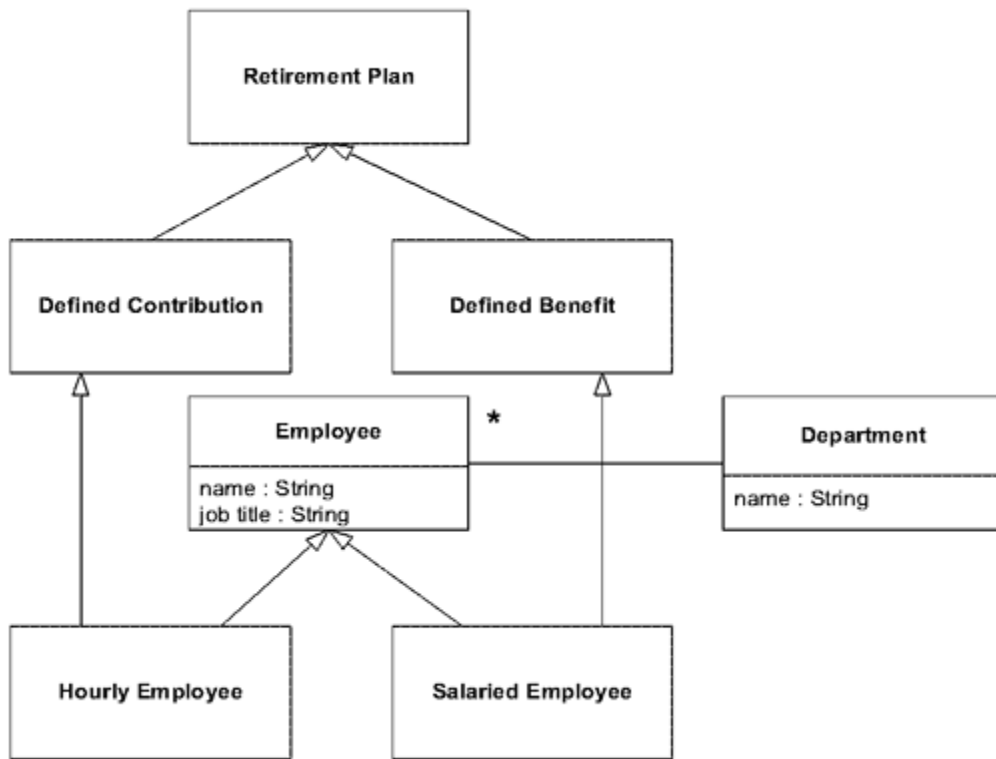 Retirement Plan
Defined Contribution
Defined Benefit
Employee
*
Department
name : String
job title : String
name : String
Hourly Employee
Salaried Employee